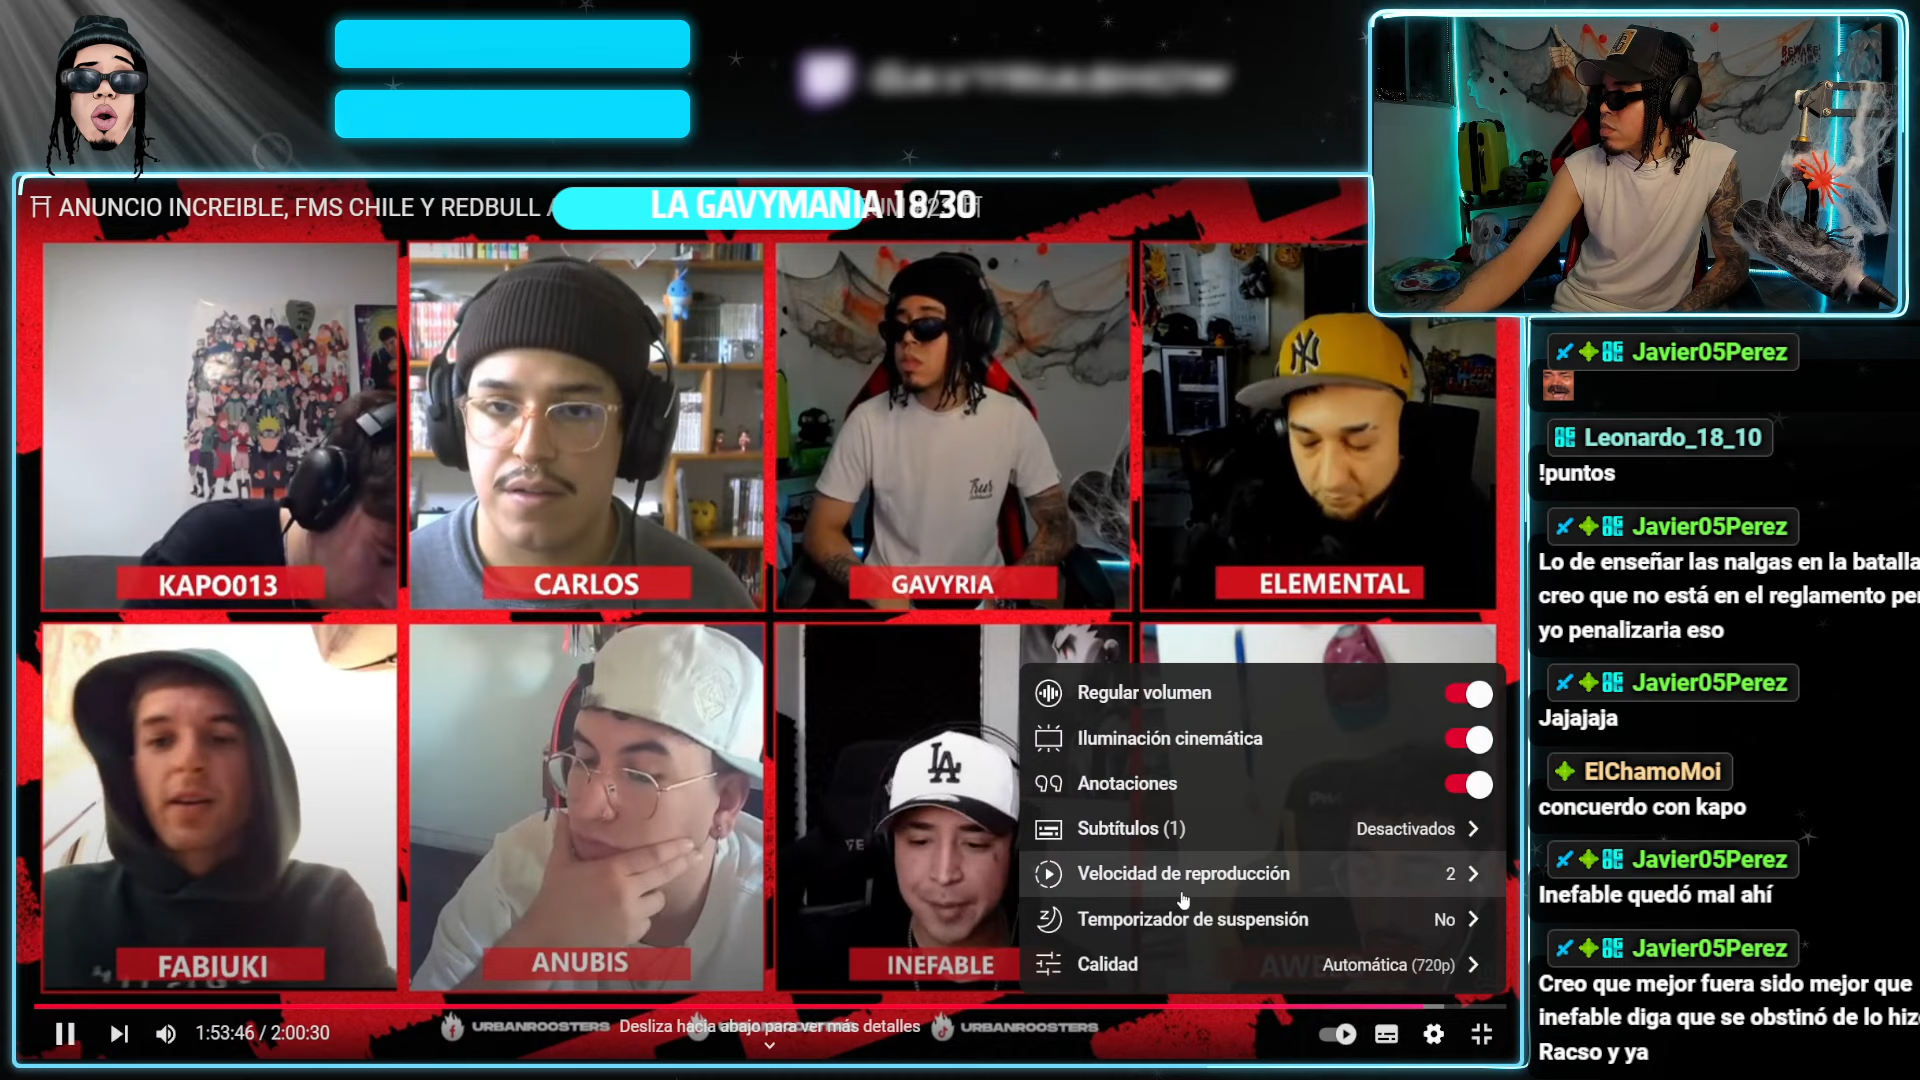 GAVYRIASHOW
ANUNCIO INCREIBLE, FMS CHILE Y REDBULL
LA GAVYMANIA 18/30
KAPO013
CARLOS
GAVYRIA
ELEMENTAL
FABIUKI
ANUBIS
INEFABLE
Regular volumen
Iluminación cinemática
Anotaciones
Subtítulos (1) Desactivados
Velocidad de reproducción 2
Temporizador de suspensión No
Calidad Automática (720p)
1:53:46 / 2:00:30
URBANROOSTERS
Desliza hacia abajo para ver más detalles
URBANROOSTERS
Javier05Perez
Leonardo_18_10
!puntos
Javier05Perez
Lo de enseñar las nalgas en la batalla
creo que no está en el reglamento per
yo penalizaria eso
Javier05Perez
Jajajaja
ElChamoMoi
concuerdo con kapo
Javier05Perez
Inefable quedó mal ahí
Javier05Perez
Creo que mejor fuera sido mejor que
inefable diga que se obstinó de lo hiz
Racso y ya